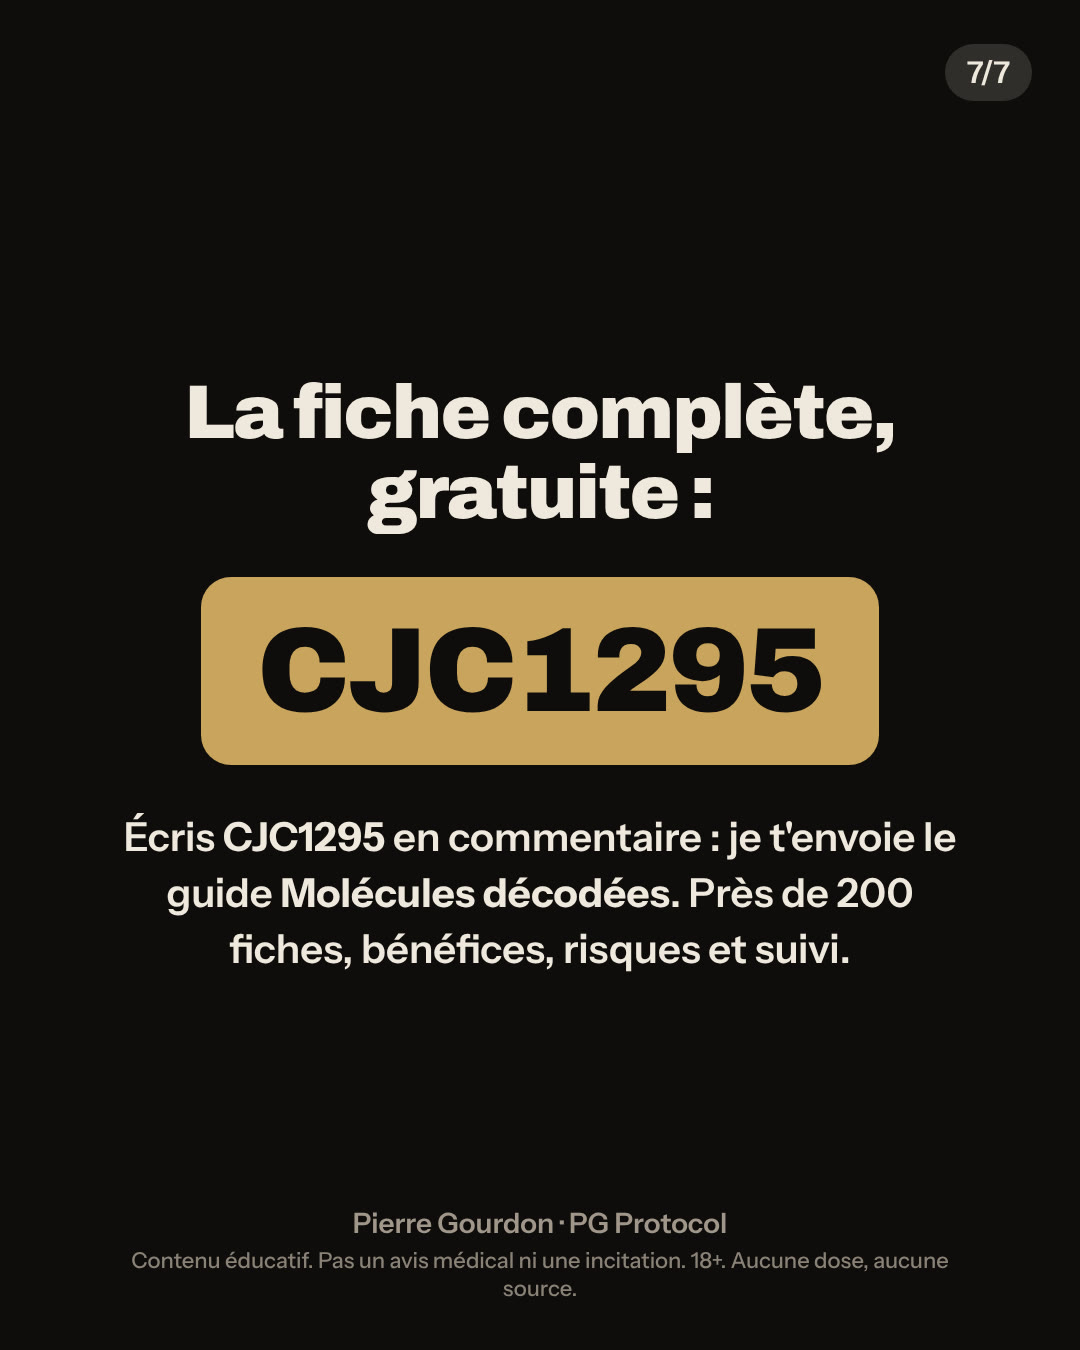 7/7
La fiche complète,
gratuite :
CJC1295
Écris CJC1295 en commentaire : je t'envoie le
guide Molécules décodées. Près de 200
fiches, bénéfices, risques et suivi.
Pierre Gourdon · PG Protocol
Contenu éducatif. Pas un avis médical ni une incitation. 18+. Aucune dose, aucune
source.